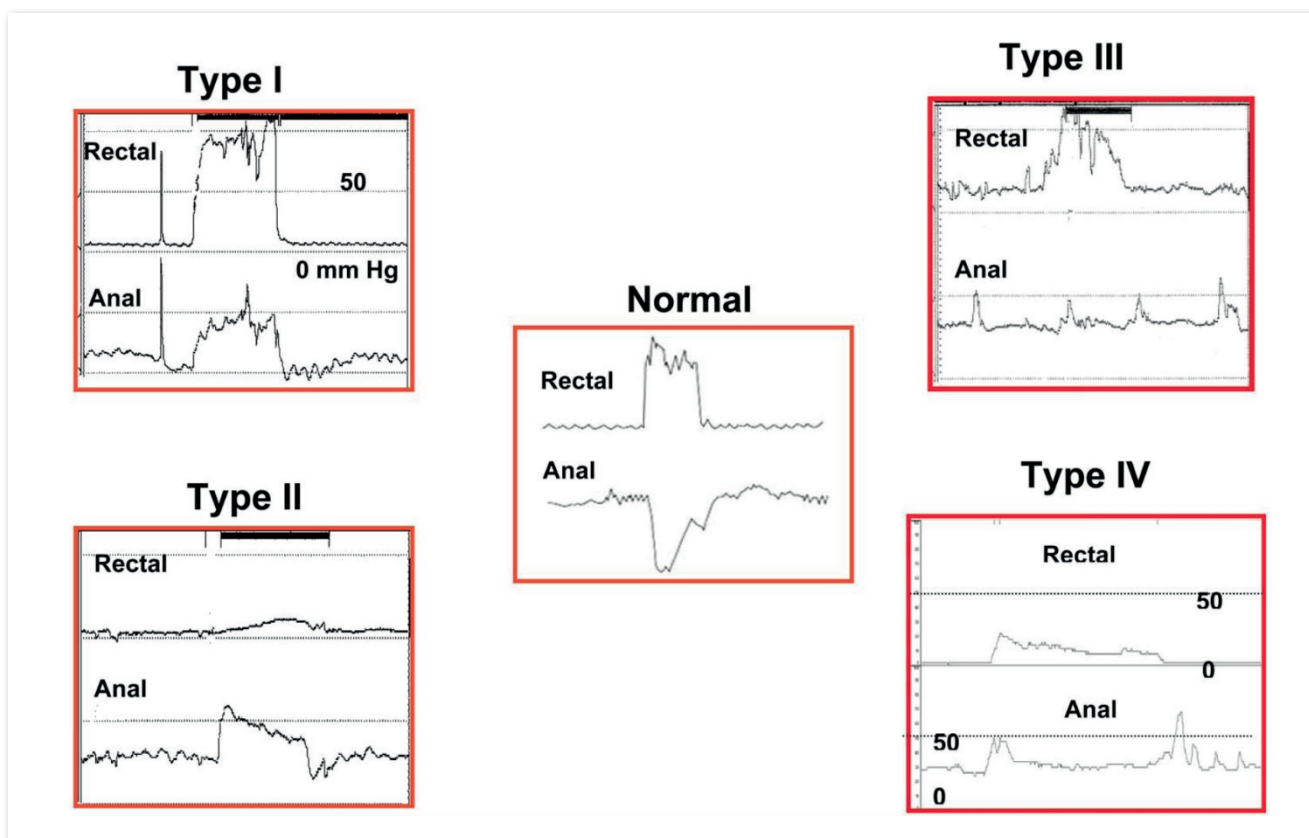 Type I
Rectal
50
0 mm Hg
Anal
Type II
Rectal
Anal
Normal
Rectal
Anal
Type III
Rectal
Anal
Type IV
Rectal
50
0
Anal
50
0